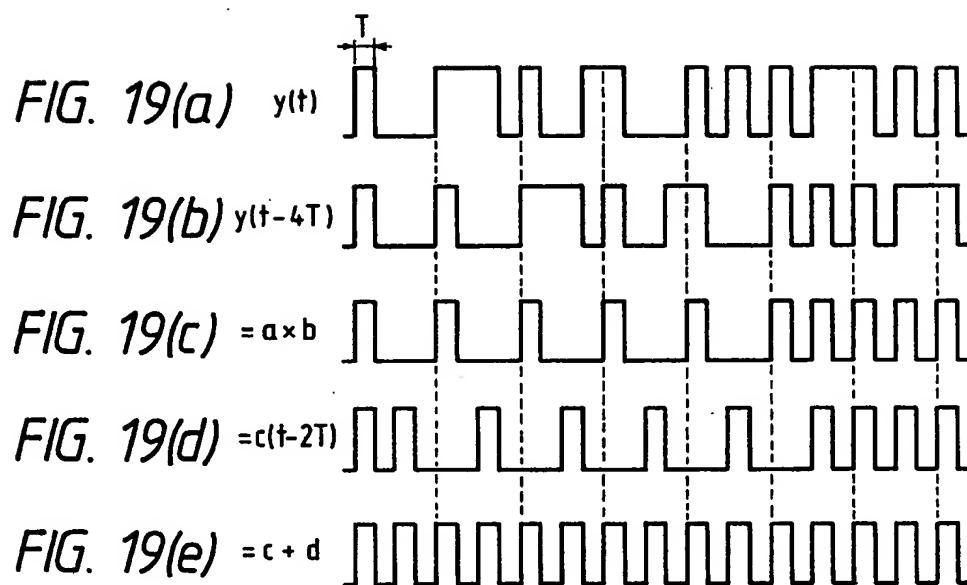 T
FIG. 19(a) y(t)
FIG. 19(b) y(t-4T)
FIG. 19(c) = a × b
FIG. 19(d) = c(t-2T)
FIG. 19(e) = c + d